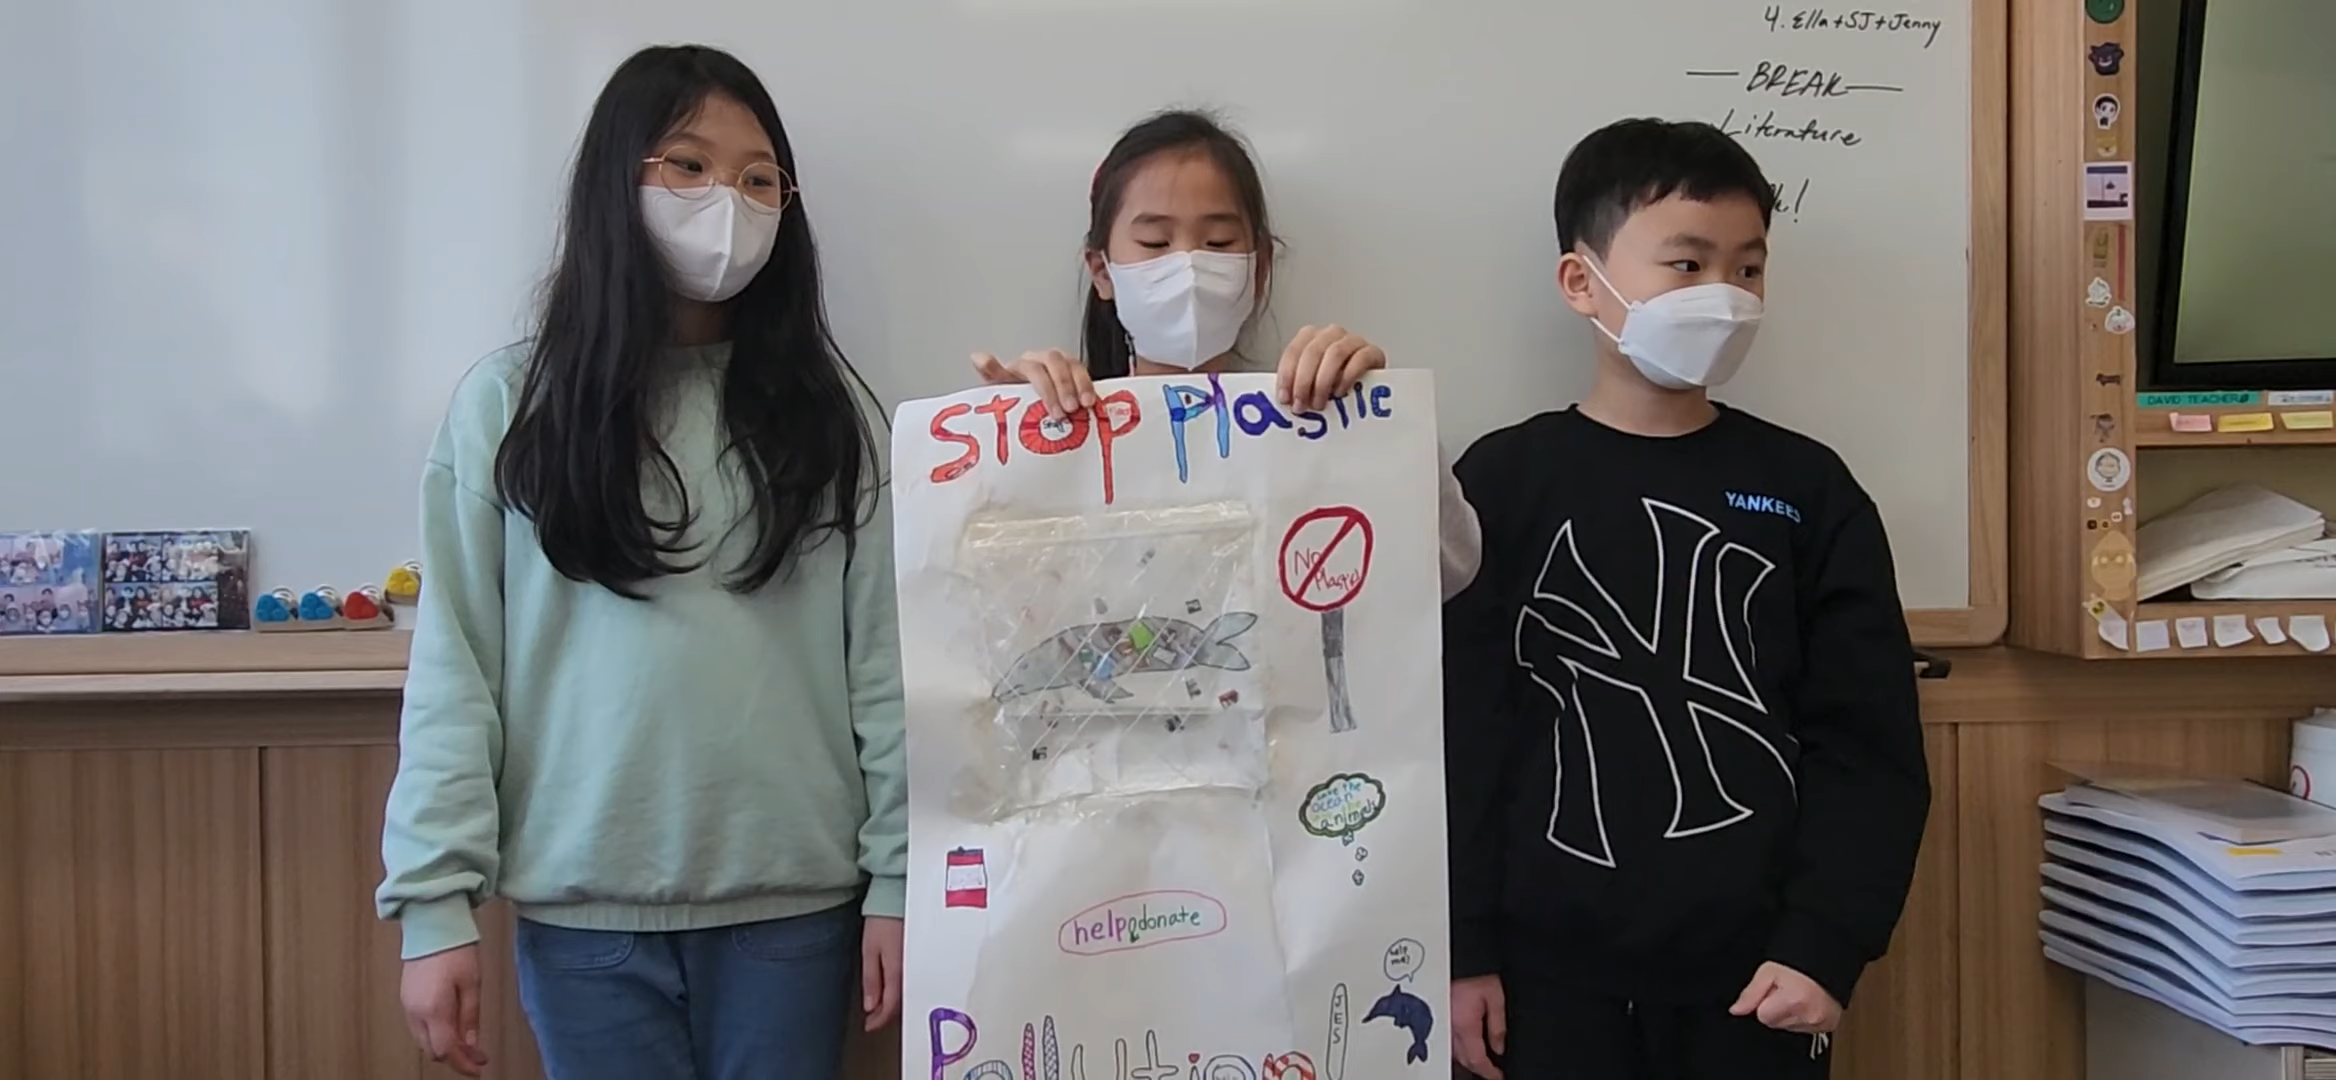 4. Ella+SJ+Jenny
BREAK
Literature
YANKEES
DAVID TEACHER
STOP Plastic
No Plastic
save the
ocean
animals
help donate
help
me!
JES
Pollution!